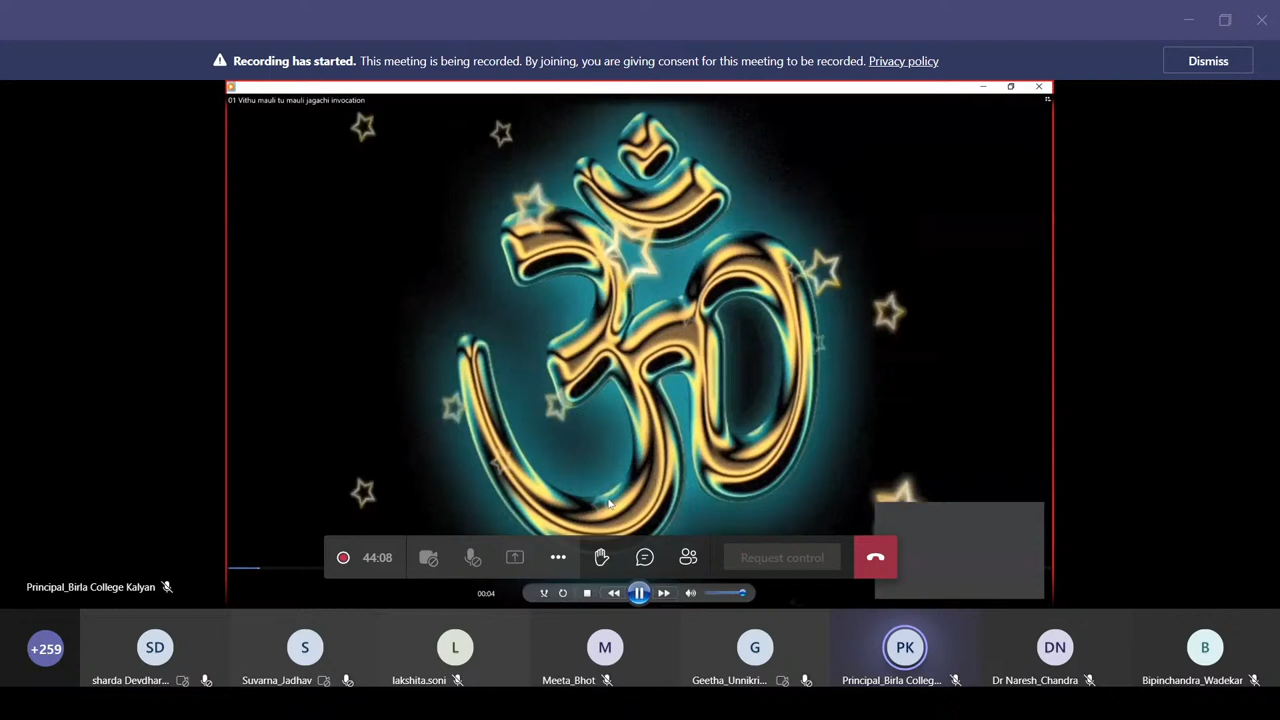 Recording has started. This meeting is being recorded. By joining, you are giving consent for this meeting to be recorded. Privacy policy
Dismiss
01 Vithu mauli tu mauli jagachi invocation
ॐ
44:08
Request control
Principal_Birla College Kalyan
00:04
+259
SD
S
L
M
G
PK
DN
B
sharda Devdhar...
Suvarna_Jadhav
lakshita.soni
Meeta_Bhot
Geetha_Unnikri...
Principal_Birla Colleg...
Dr Naresh_Chandra
Bipinchandra_Wadekar